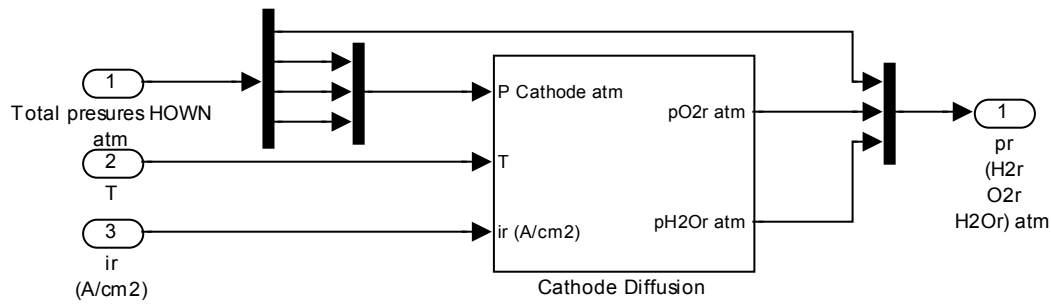 1
Total presures HOWN
atm
2
T
3
ir
(A/cm2)
P Cathode atm
T
ir (A/cm2)
pO2r atm
pH2Or atm
Cathode Diffusion
1
pr
(H2r
O2r
H2Or) atm